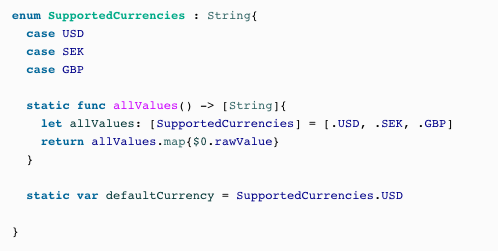 enum SupportedCurrencies : String{
case USD
case SEK
case GBP
static func allValues() -> [String]{
let allValues: [SupportedCurrencies] = [.USD, .SEK, .GBP]
return allValues.map{$0.rawValue}
}
static var defaultCurrency = SupportedCurrencies.USD
}